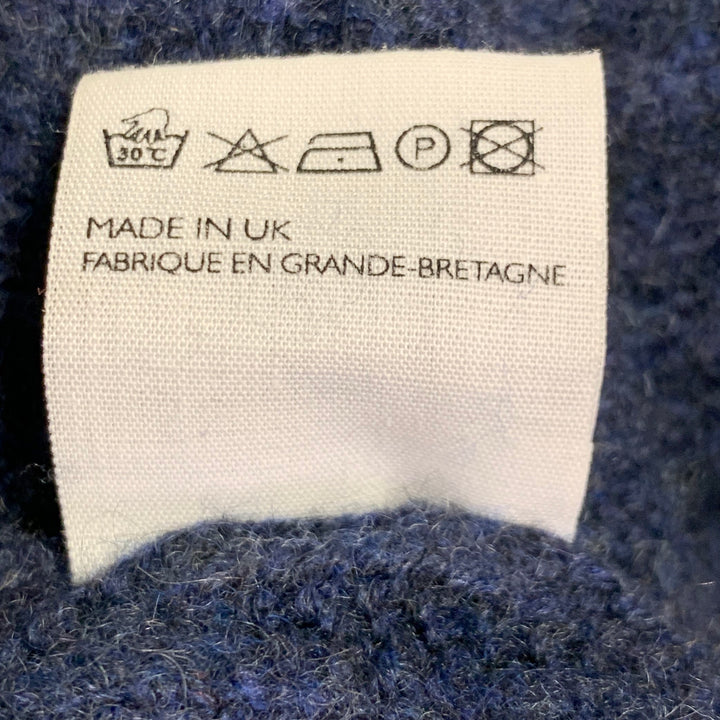 30°C P
MADE IN UK
FABRIQUE EN GRANDE-BRETAGNE